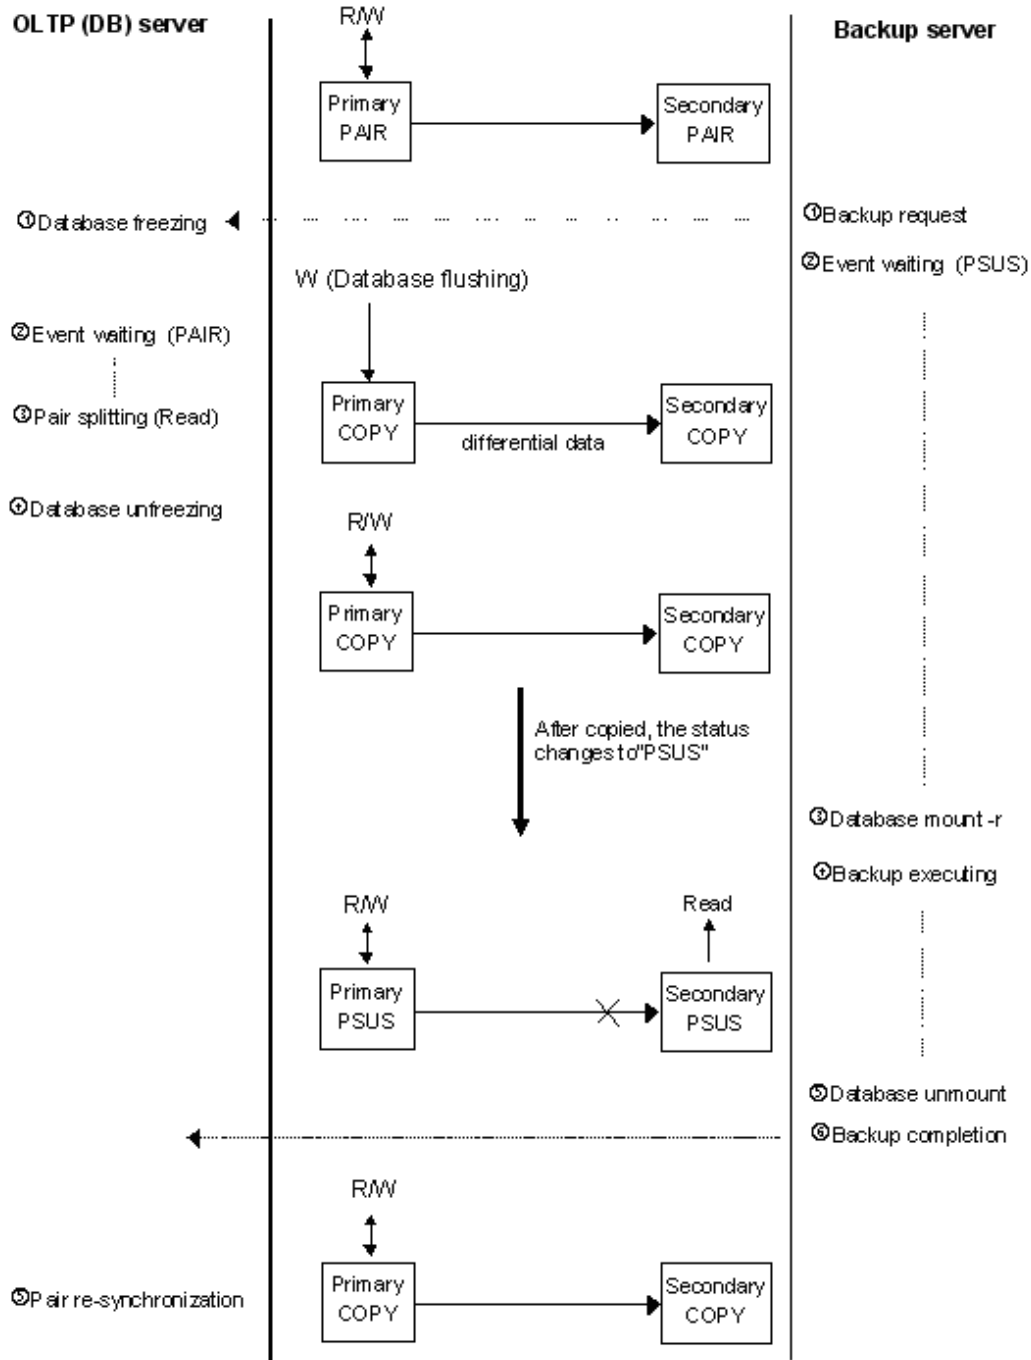 OLTP (DB) server
R/W
Backup server
Primary
PAIR
Secondary
PAIR
①Database freezing
①Backup request
②Event waiting (PSUS)
W (Database flushing)
②Event waiting (PAIR)
③Pair splitting (Read)
Primary
COPY
differential data
Secondary
COPY
④Database unfreezing
R/W
Primary
COPY
Secondary
COPY
After copied, the status
changes to"PSUS"
③Database mount -r
④Backup executing
R/W
Read
Primary
PSUS
Secondary
PSUS
⑤Database unmount
⑥Backup completion
R/W
⑤Pair re-synchronization
Primary
COPY
Secondary
COPY